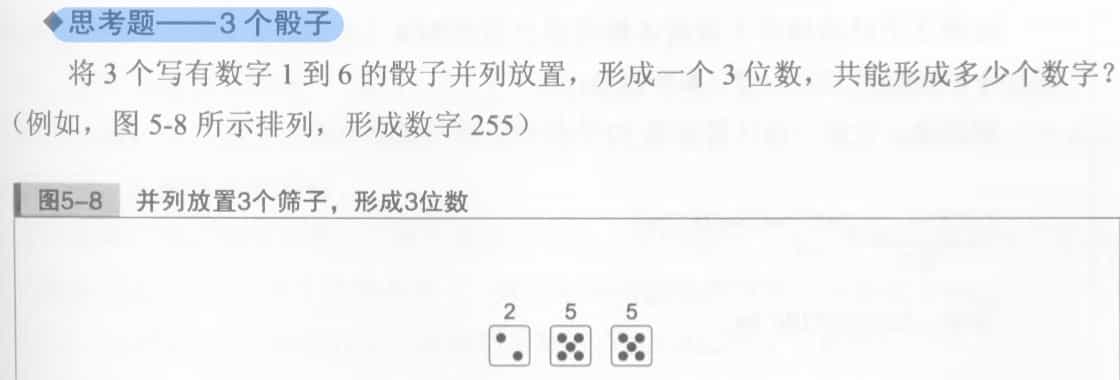 ◆思考题——3 个骰子
将 3 个写有数字 1 到 6 的骰子并列放置，形成一个 3 位数，共能形成多少个数字？
（例如，图 5-8 所示排列，形成数字 255）
图5-8 并列放置3个筛子，形成3位数
2 5 5